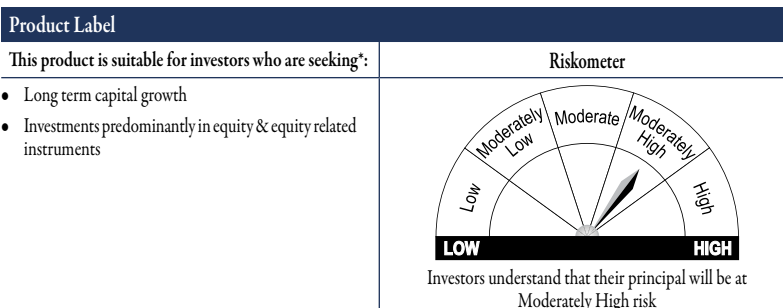 Product Label
This product is suitable for investors who are seeking*:
Riskometer
• Long term capital growth
• Investments predominantly in equity & equity related
instruments
Low
Moderately
Low
Moderate
Moderately
High
High
LOW
HIGH
Investors understand that their principal will be at
Moderately High risk